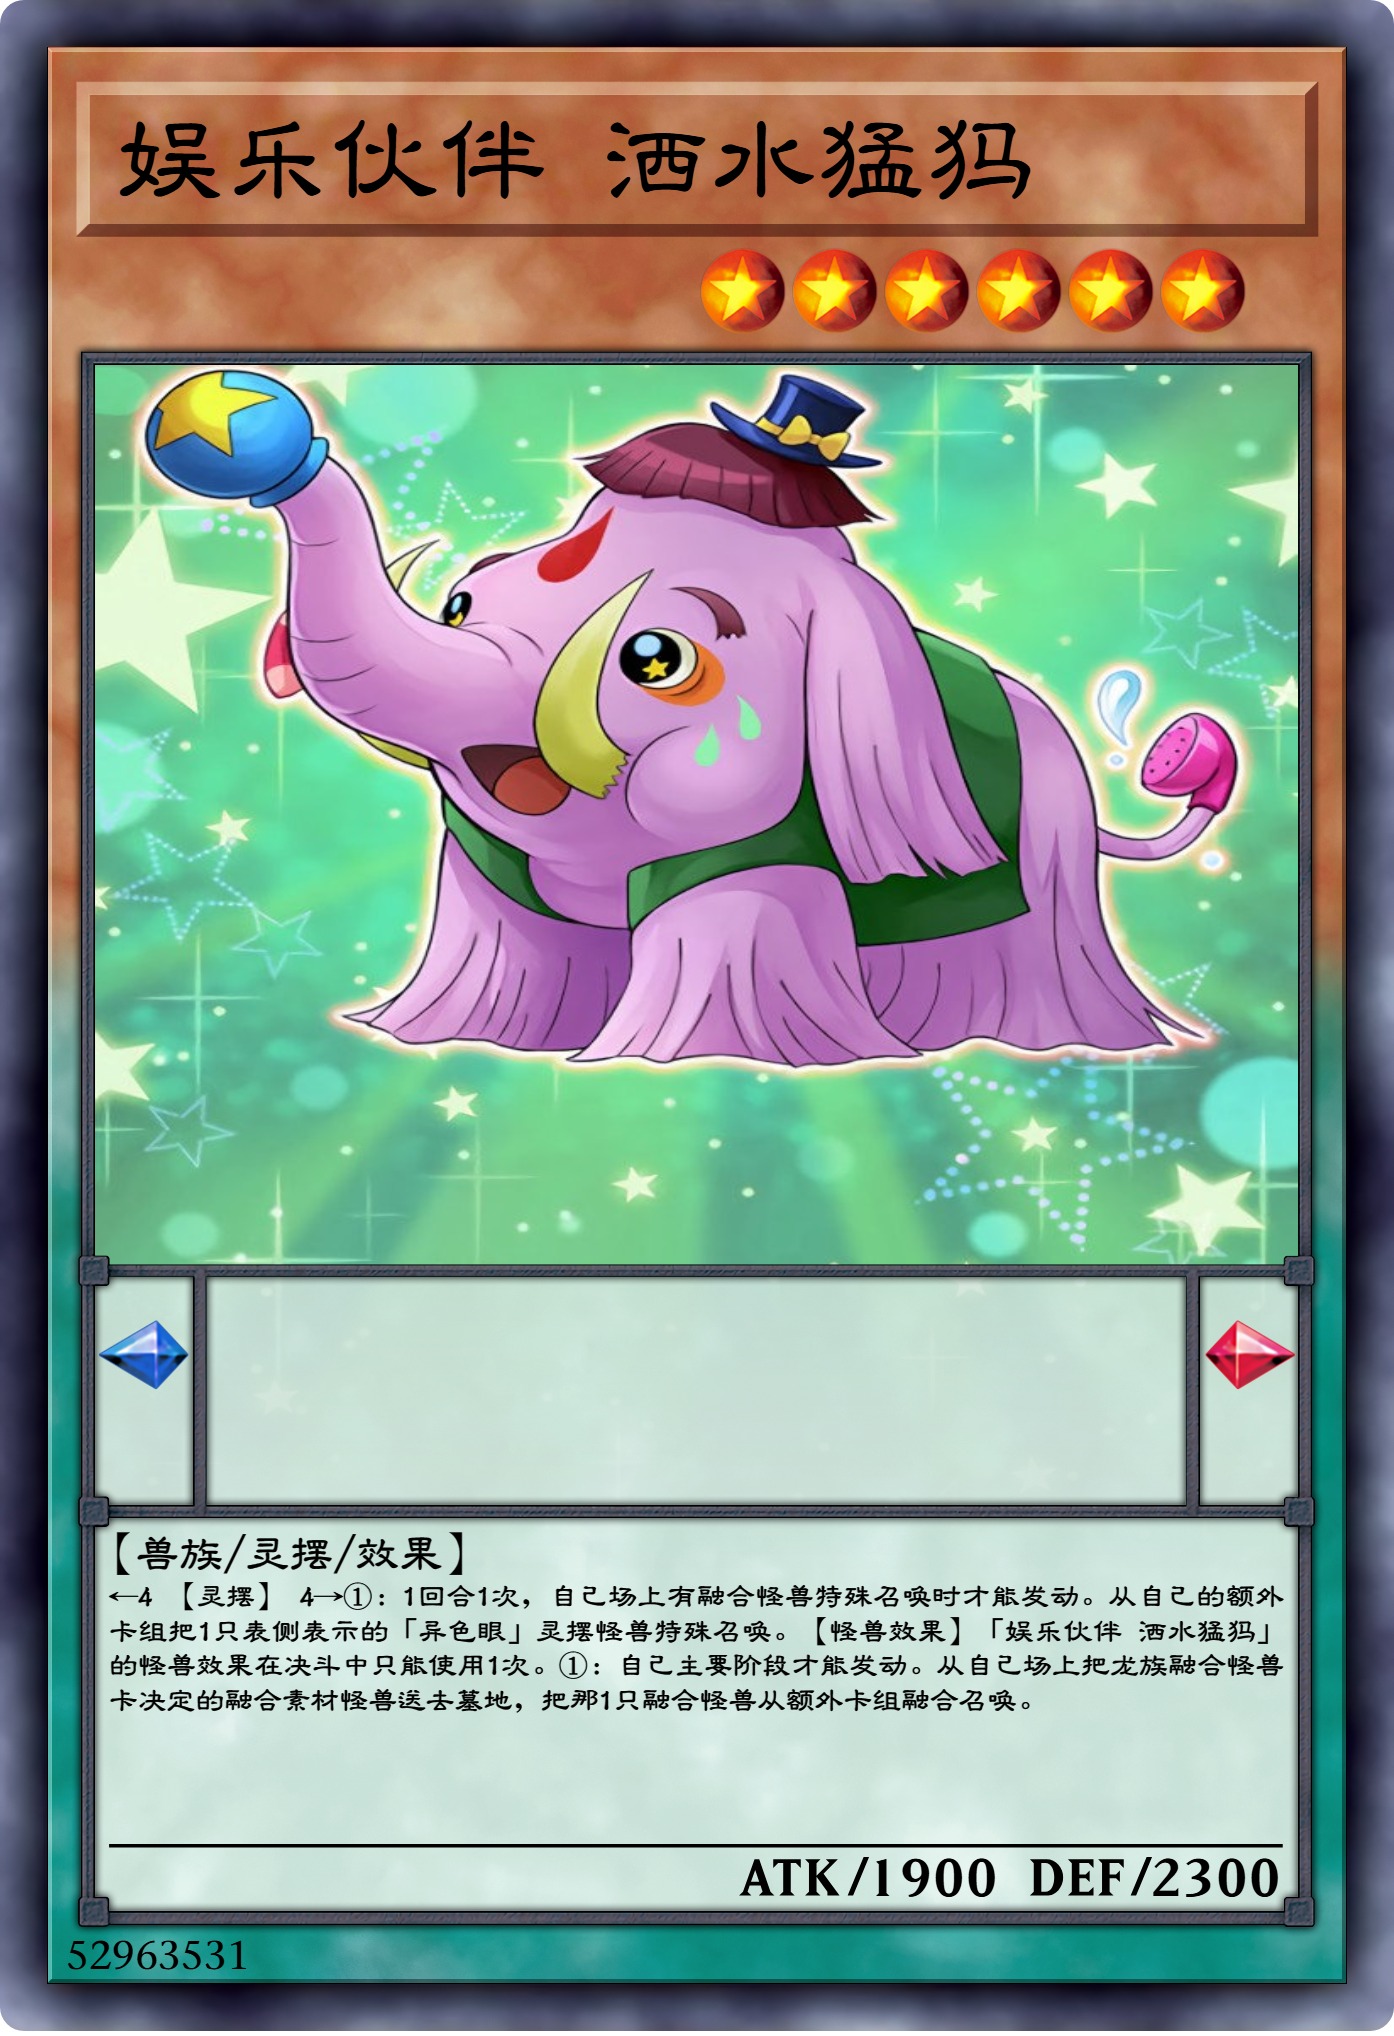 娱乐伙伴 洒水猛犸
【兽族/灵摆/效果】
←4 【灵摆】 4→①：1回合1次，自己场上有融合怪兽特殊召唤时才能发动。从自己的额外
卡组把1只表侧表示的「异色眼」灵摆怪兽特殊召唤。【怪兽效果】「娱乐伙伴 洒水猛犸」
的怪兽效果在决斗中只能使用1次。①：自己主要阶段才能发动。从自己场上把龙族融合怪兽
卡决定的融合素材怪兽送去墓地，把那1只融合怪兽从额外卡组融合召唤。
ATK/1900 DEF/2300
52963531